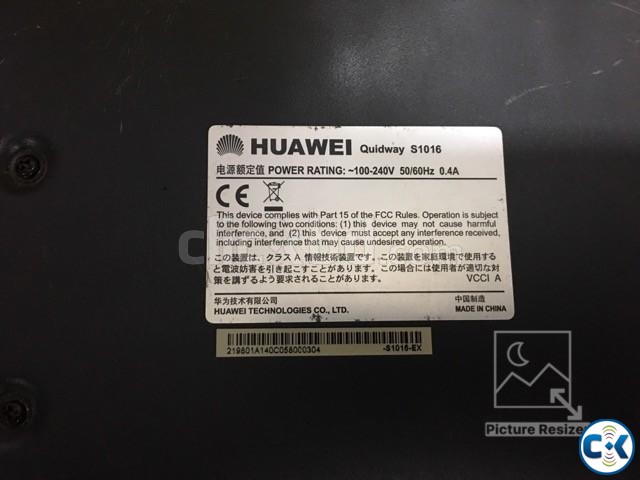 HUAWEI Quidway S1016
电源额定值 POWER RATING: ~100-240V 50/60Hz 0.4A
CE
This device complies with Part 15 of the FCC Rules. Operation is subject
to the following two conditions: (1) this device may not cause harmful
interference, and (2) this device must accept any interference received,
including interference that may cause undesired operation.
この装置は、クラス A 情報技術装置です。この装置を家庭環境で使用する
と電波妨害を引き起こすことがあります。この場合には使用者が適切な対
策を講ずるよう要求されることがあります。 VCCI A
华为技术有限公司 中国制造
HUAWEI TECHNOLOGIES CO., LTD. MADE IN CHINA
219801A140C058000304 -S1016-EX
Picture Resizer